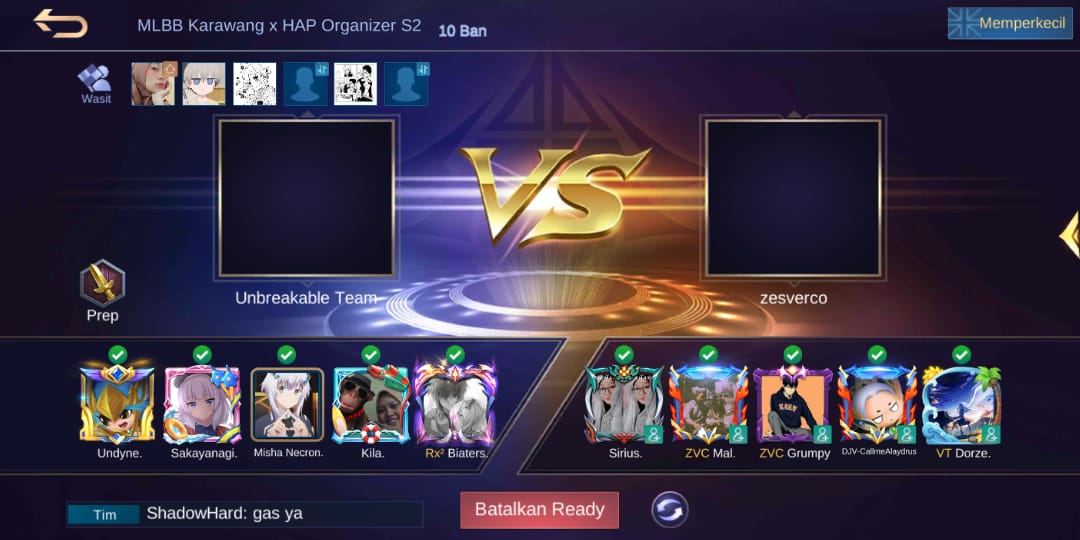 MLBB Karawang x HAP Organizer S2
10 Ban
Memperkecil
Wasit
VS
Prep
Unbreakable Team
zesverco
Undyne.
Sakayanagi.
Misha Necron.
Kila.
Rx² Biaters.
Sirius.
ZVC Mal.
ZVC Grumpy
DJV-CallmeAlaydrus
VT Dorze.
Tim
ShadowHard: gas ya
Batalkan Ready